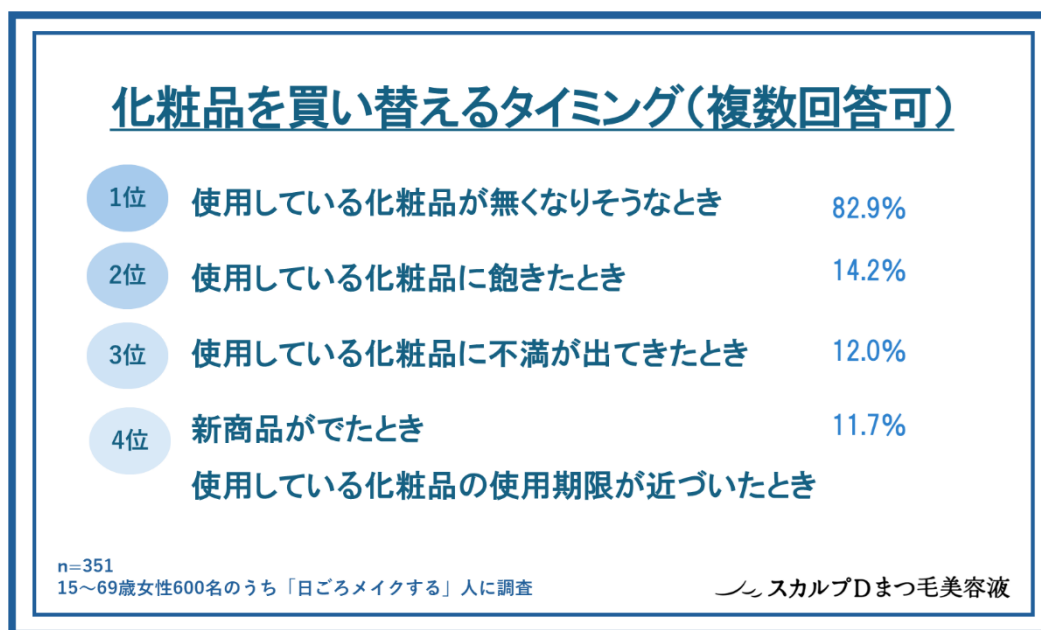 化粧品を買い替えるタイミング(複数回答可)
1位 使用している化粧品が無くなりそうなとき 82.9%
2位 使用している化粧品に飽きたとき 14.2%
3位 使用している化粧品に不満が出てきたとき 12.0%
4位 新商品がでたとき 11.7%
使用している化粧品の使用期限が近づいたとき
n=351
15～69歳女性600名のうち「日ごろメイクする」人に調査
スカルプDまつ毛美容液